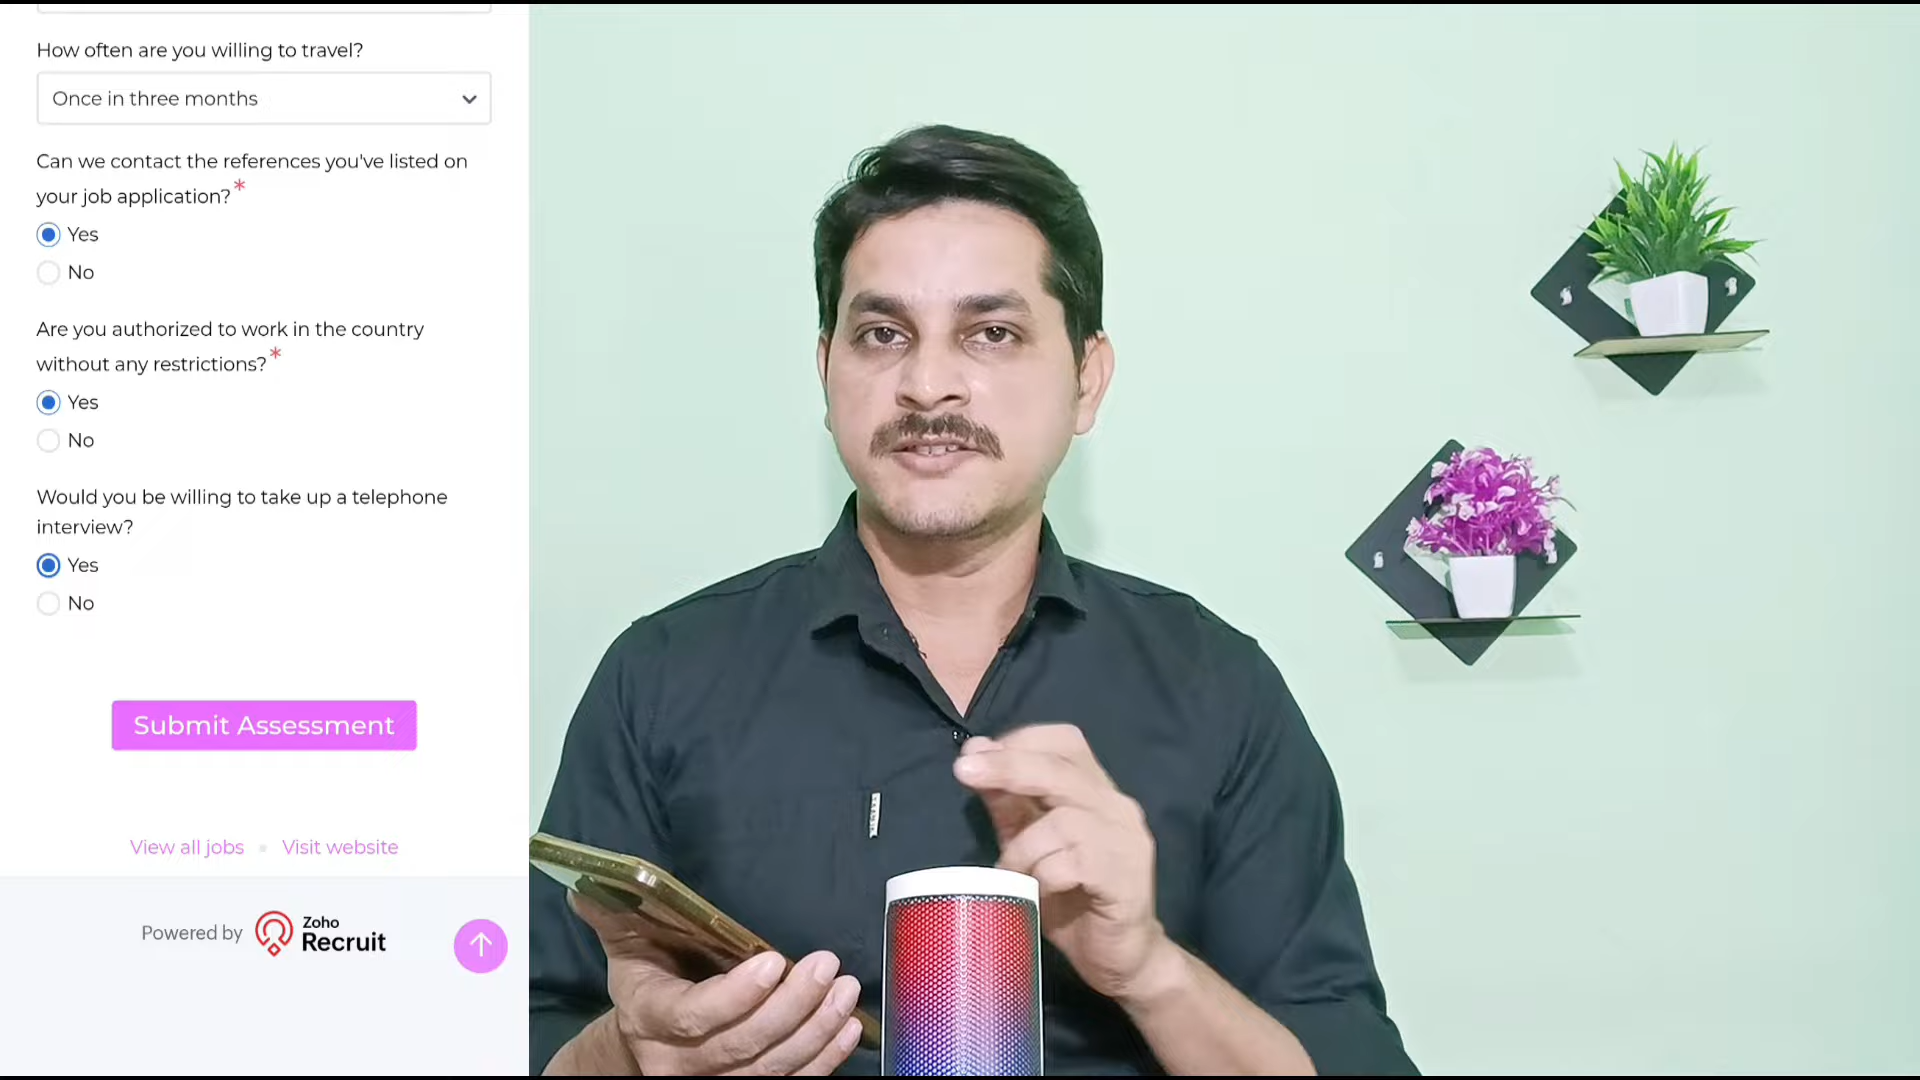 How often are you willing to travel?
Once in three months
Can we contact the references you've listed on
your job application?*
Yes
No
Are you authorized to work in the country
without any restrictions?*
Yes
No
Would you be willing to take up a telephone
interview?
Yes
No
Submit Assessment
View all jobs
Visit website
Powered by
Zoho
Recruit